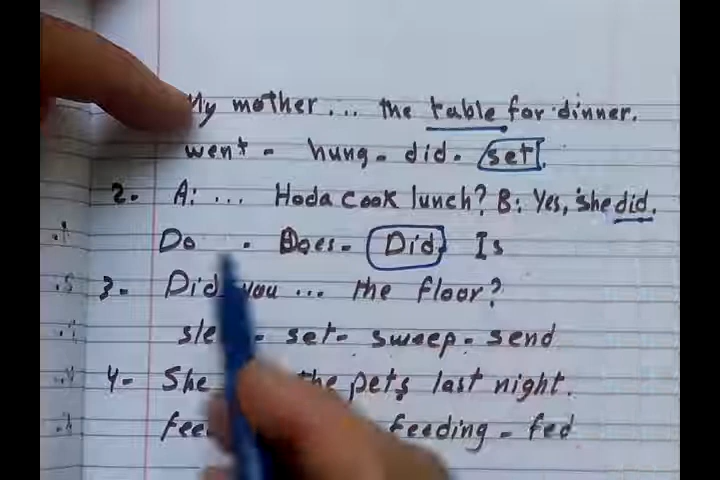 My mother ... the table for dinner.
went - hung - did - set
2- A: ... Hoda cook lunch? B: Yes, she did.
Do - Does - Did Is
3- Did you ... the floor?
- set - sweep - send
4- She the pets last night.
feeding - fed